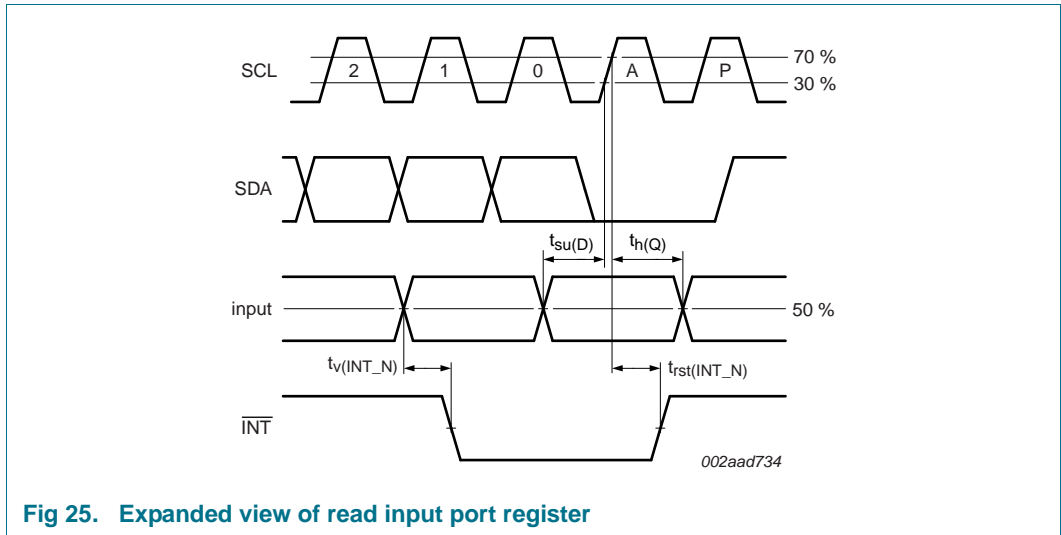 SCL
2
1
0
A
P
70 %
30 %
SDA
tsu(D)
th(Q)
input
50 %
tv(INT_N)
trst(INT_N)
INT
002aad734
Fig 25. Expanded view of read input port register